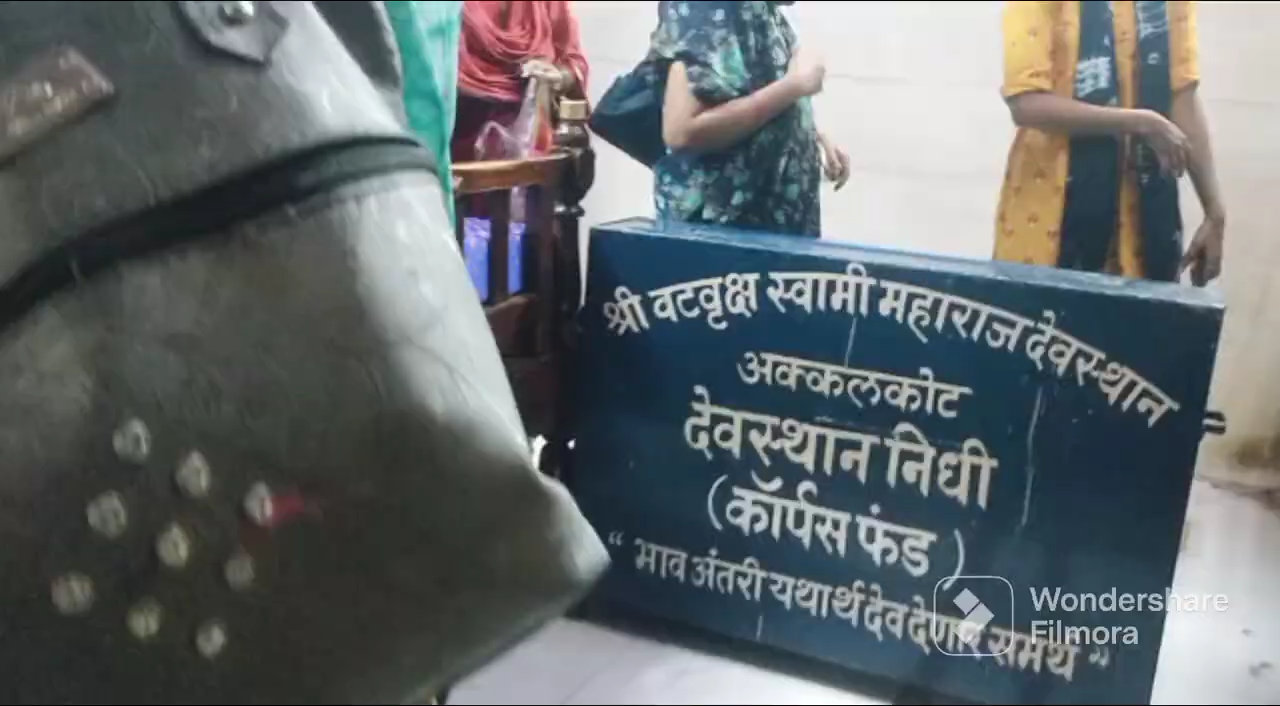 श्री वटवृक्ष स्वामी महाराज देवस्थान
अक्कलकोट
देवस्थान निधी
(कॉर्पस फंड)
“ भाव अंतरी यथार्थ देव देणार समर्थ ”
Wondershare
Filmora